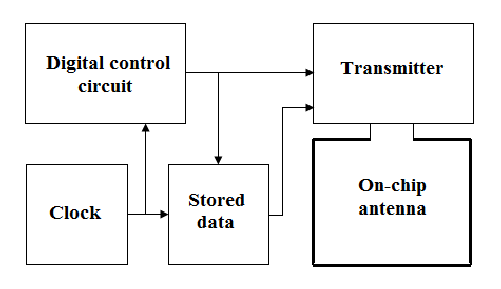 Digital control
circuit
Transmitter
Clock
Stored
data
On-chip
antenna